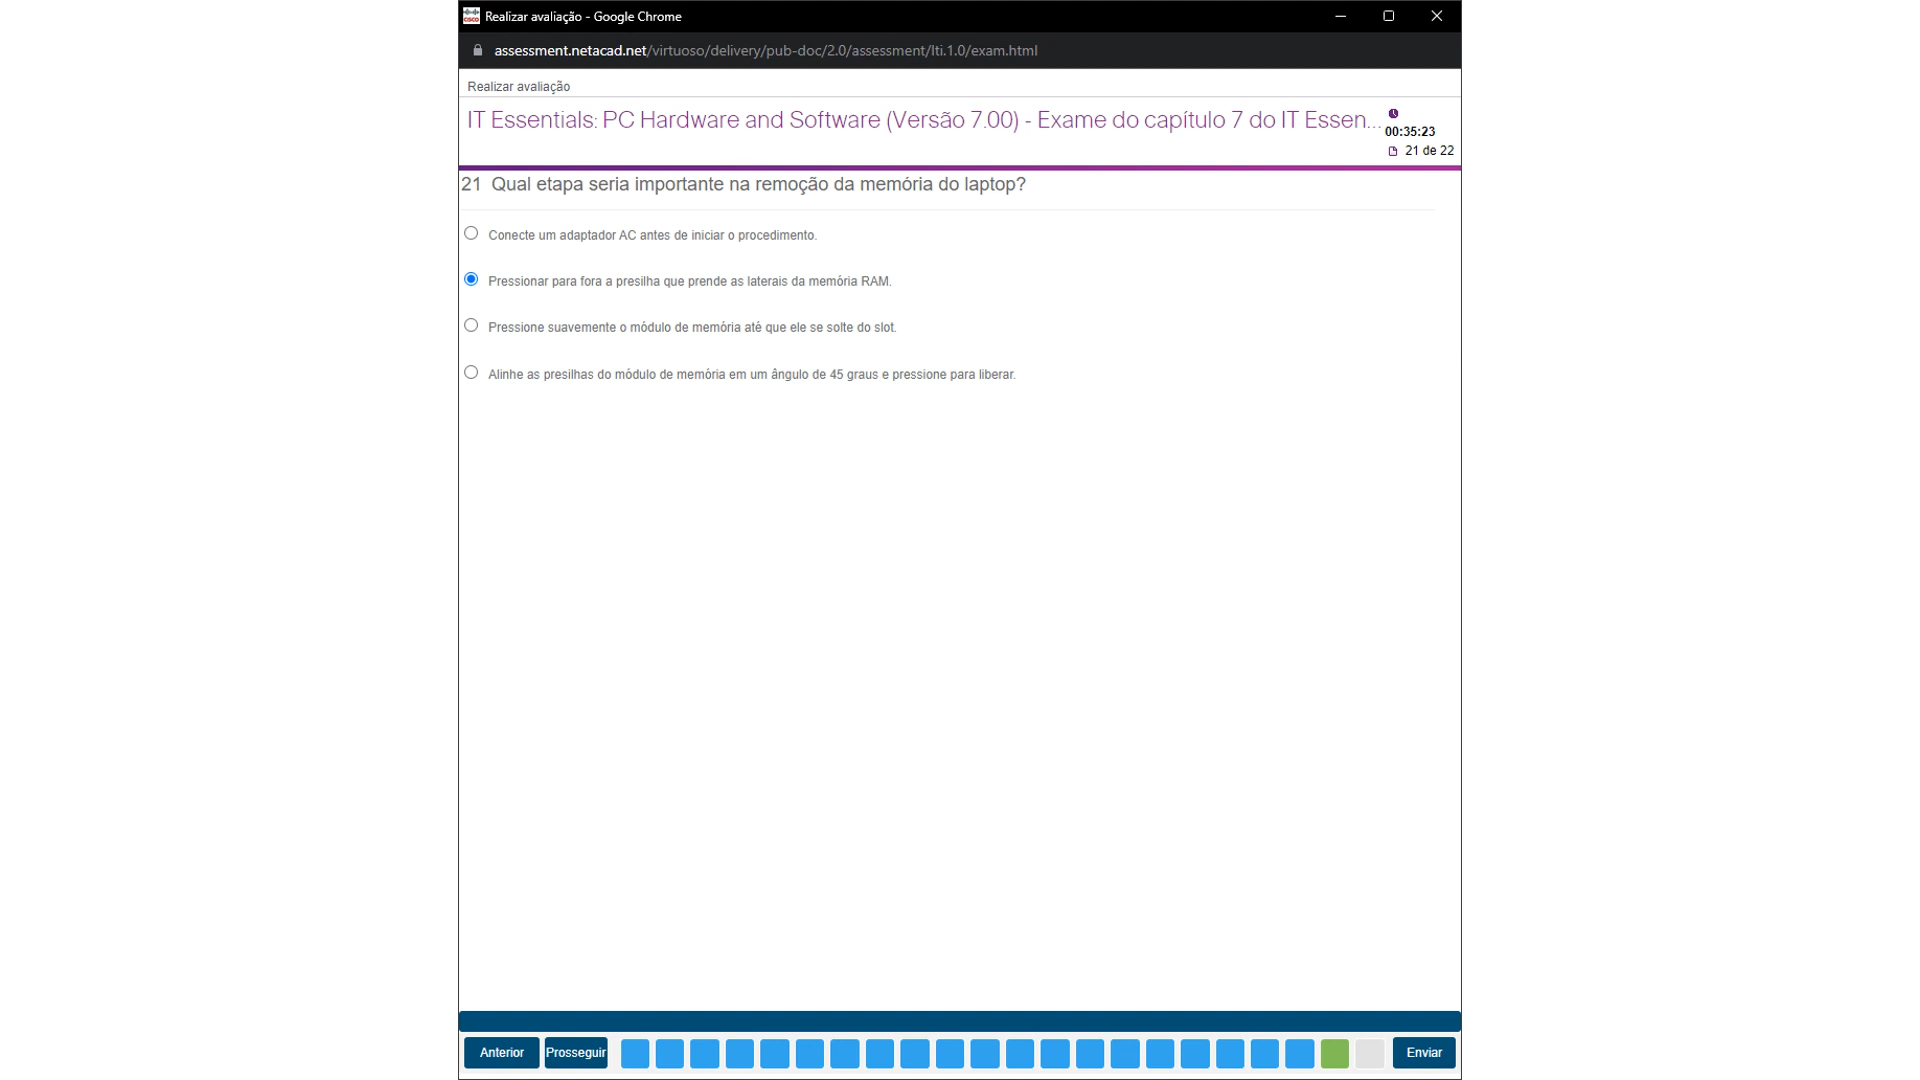 Realizar avaliação - Google Chrome
assessment.netacad.net/virtuoso/delivery/pub-doc/2.0/assessment/lti.1.0/exam.html
Realizar avaliação
IT Essentials: PC Hardware and Software (Versão 7.00) - Exame do capítulo 7 do IT Essen...
00:35:23
21 de 22
21 Qual etapa seria importante na remoção da memória do laptop?
Conecte um adaptador AC antes de iniciar o procedimento.
Pressionar para fora a presilha que prende as laterais da memória RAM.
Pressione suavemente o módulo de memória até que ele se solte do slot.
Alinhe as presilhas do módulo de memória em um ângulo de 45 graus e pressione para liberar.
Anterior Prosseguir Enviar